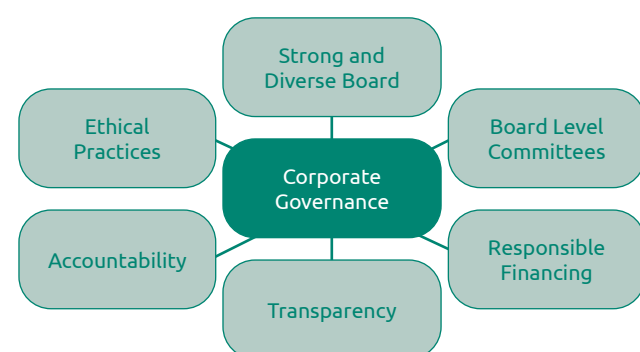 Strong and
Diverse Board
Ethical
Practices
Board Level
Committees
Corporate
Governance
Accountability
Responsible
Financing
Transparency